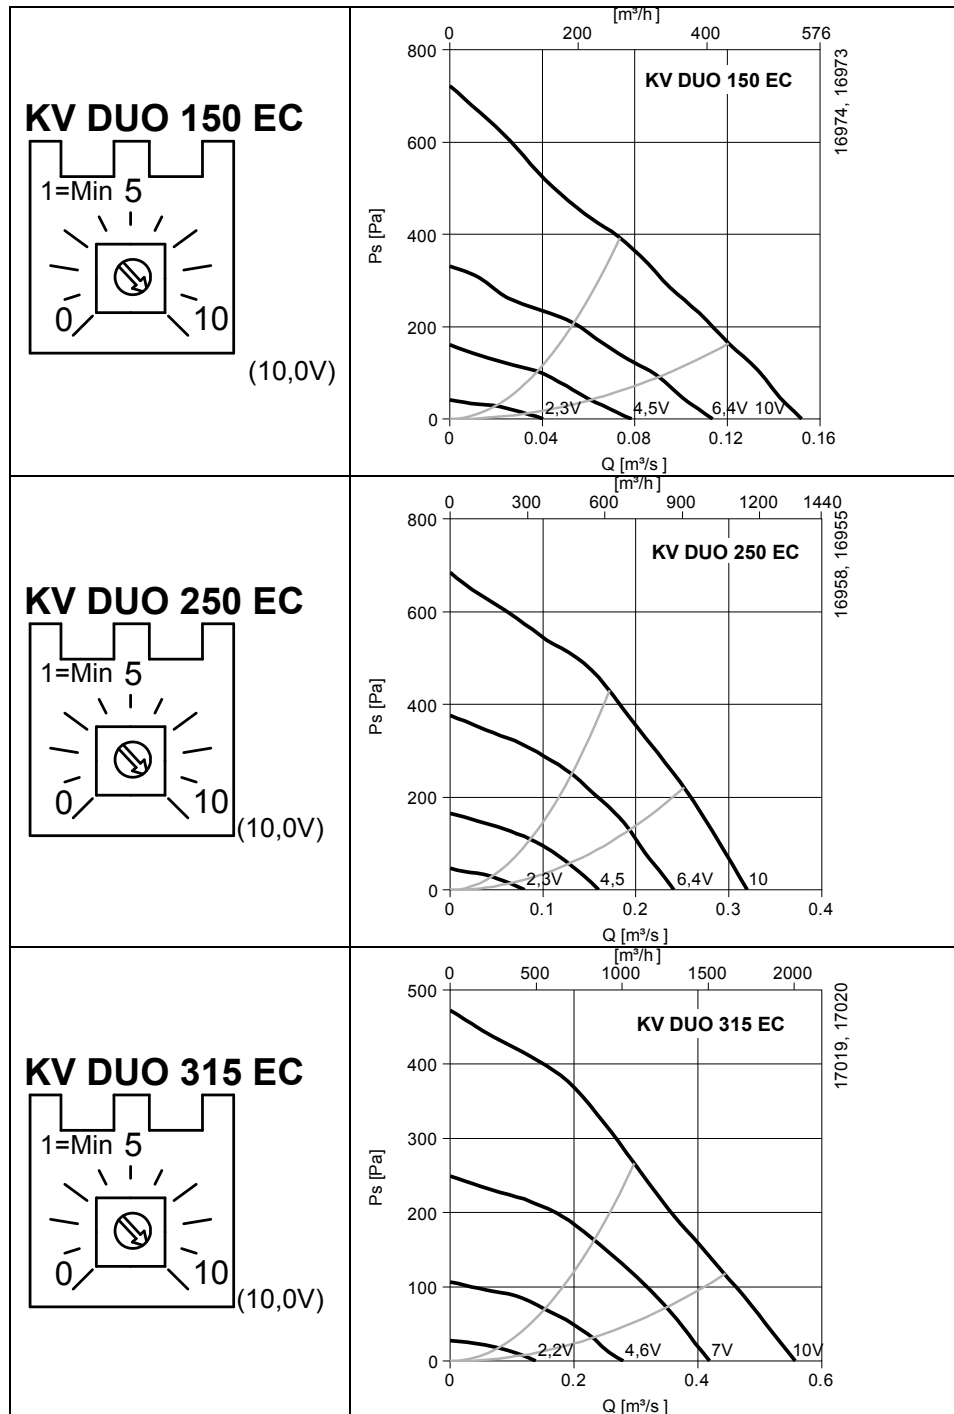 KV DUO 150 EC
1=Min 5
0 10
(10,0V)
[m³/h]
0 200 400 576
800
600
400
200
0
Ps [Pa]
KV DUO 150 EC
16974, 16973
2,3V 4,5V 6,4V 10V
0 0.04 0.08 0.12 0.16
Q [m³/s ]
KV DUO 250 EC
1=Min 5
0 10
(10,0V)
[m³/h]
0 300 600 900 1200 1440
800
600
400
200
0
Ps [Pa]
KV DUO 250 EC
16958, 16955
2,3V 4,5 6,4V 10
0 0.1 0.2 0.3 0.4
Q [m³/s ]
KV DUO 315 EC
1=Min 5
0 10
(10,0V)
[m³/h]
0 500 1000 1500 2000
500
400
300
200
100
0
Ps [Pa]
KV DUO 315 EC
17019, 17020
2,2V 4,6V 7V 10V
0 0.2 0.4 0.6
Q [m³/s ]